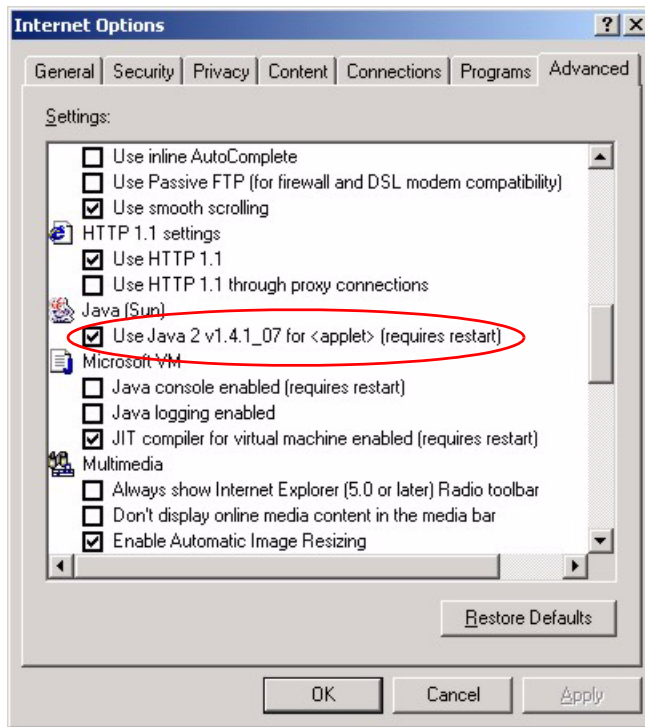 Internet Options
General Security Privacy Content Connections Programs Advanced
Settings:
Use inline AutoComplete
Use Passive FTP (for firewall and DSL modem compatibility)
Use smooth scrolling
HTTP 1.1 settings
Use HTTP 1.1
Use HTTP 1.1 through proxy connections
Java (Sun)
Use Java 2 v1.4.1_07 for <applet> (requires restart)
Microsoft VM
Java console enabled (requires restart)
Java logging enabled
JIT compiler for virtual machine enabled (requires restart)
Multimedia
Always show Internet Explorer (5.0 or later) Radio toolbar
Don't display online media content in the media bar
Enable Automatic Image Resizing
Restore Defaults
OK Cancel Apply